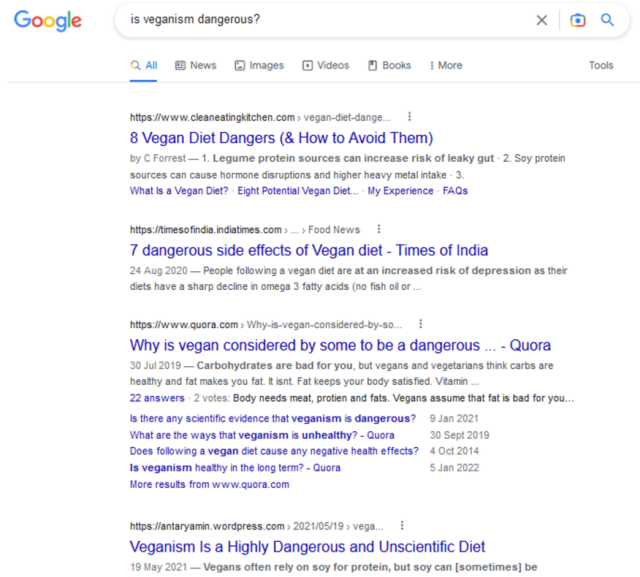 Google
is veganism dangerous?
All News Images Videos Books More Tools
https://www.cleaneatingkitchen.com › vegan-diet-dange...
8 Vegan Diet Dangers (& How to Avoid Them)
by C Forrest — 1. Legume protein sources can increase risk of leaky gut · 2. Soy protein
sources can cause hormone disruptions and higher heavy metal intake · 3.
What Is a Vegan Diet? · Eight Potential Vegan Diet... · My Experience · FAQs
https://timesofindia.indiatimes.com › ... › Food News
7 dangerous side effects of Vegan diet - Times of India
24 Aug 2020 — People following a vegan diet are at an increased risk of depression as their
diets have a sharp decline in omega 3 fatty acids (no fish oil or ...
https://www.quora.com › Why-is-vegan-considered-by-so...
Why is vegan considered by some to be a dangerous ... - Quora
30 Jul 2019 — Carbohydrates are bad for you, but vegans and vegetarians think carbs are
healthy and fat makes you fat. It isnt. Fat keeps your body satisfied. Vitamin ...
22 answers · 2 votes: Body needs meat, protien and fats. Vegans assume that fat is bad for you...
Is there any scientific evidence that veganism is dangerous? 9 Jan 2021
What are the ways that veganism is unhealthy? - Quora 30 Sept 2019
Does following a vegan diet cause any negative health effects? 4 Oct 2014
Is veganism healthy in the long term? - Quora 5 Jan 2022
More results from www.quora.com
https://antaryamin.wordpress.com › 2021/05/19 › vega...
Veganism Is a Highly Dangerous and Unscientific Diet
19 May 2021 — Vegans often rely on soy for protein, but soy can [sometimes] be